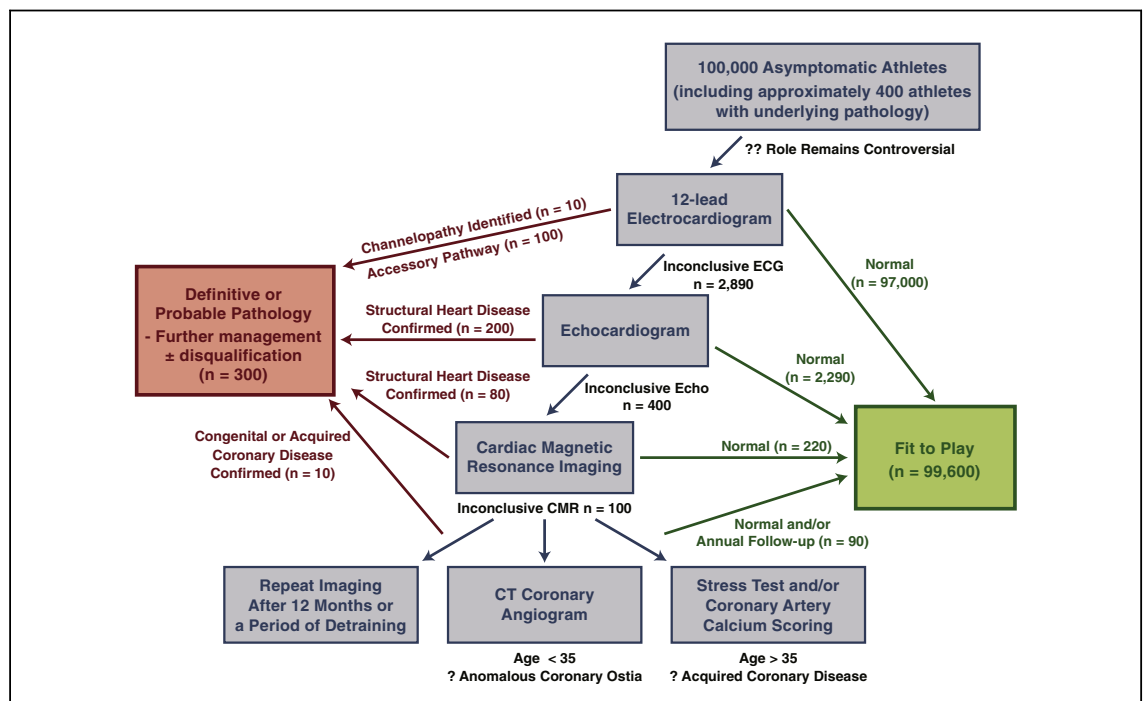 100,000 Asymptomatic Athletes
(including approximately 400 athletes
with underlying pathology)
?? Role Remains Controversial
12-lead
Electrocardiogram
Channelopathy Identified (n = 10)
Accessory Pathway (n = 100)
Inconclusive ECG
n = 2,890
Normal
n = 97,000)
Definitive or
Probable Pathology
- Further management
± disqualification
(n = 300)
Structural Heart Disease
Confirmed (n = 200)
Echocardiogram
Normal
(n = 2,290)
Structural Heart Disease
Confirmed (n = 80)
Inconclusive Echo
n = 400
Congenital or Acquired
Coronary Disease
Confirmed (n = 10)
Cardiac Magnetic
Resonance Imaging
Normal (n = 220)
Fit to Play
(n = 99,600)
Inconclusive CMR n = 100
Normal and/or
Annual Follow-up (n = 90)
Repeat Imaging
After 12 Months or
a Period of Detraining
CT Coronary
Angiogram
Stress Test and/or
Coronary Artery
Calcium Scoring
Age < 35
? Anomalous Coronary Ostia
Age > 35
? Acquired Coronary Disease